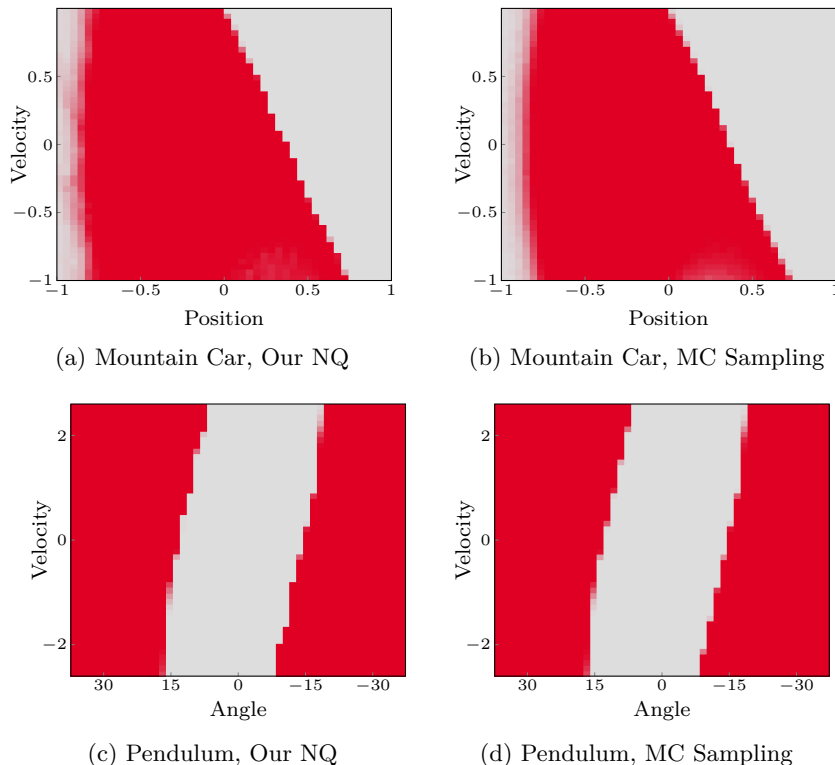 0.5
0
−0.5
−1
Velocity
−1
−0.5
0
0.5
1
Position
(a) Mountain Car, Our NQ
0.5
0
−0.5
−1
Velocity
−1
−0.5
0
0.5
1
Position
(b) Mountain Car, MC Sampling
2
0
−2
Velocity
30
15
0
−15
−30
Angle
(c) Pendulum, Our NQ
2
0
−2
Velocity
30
15
0
−15
−30
Angle
(d) Pendulum, MC Sampling